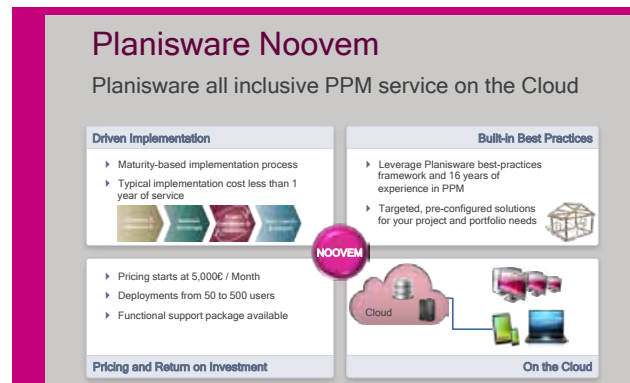 Planisware Noovem
Planisware all inclusive PPM service on the Cloud
Driven Implementation
Maturity-based implementation process
Typical implementation cost less than 1
year of service
Built-in Best Practices
Leverage Planisware best-practices
framework and 16 years of
experience in PPM
Targeted, pre-configured solutions
for your project and portfolio needs
NOOVEM
Pricing starts at 5,000€ / Month
Deployments from 50 to 500 users
Functional support package available
Pricing and Return on Investment
Cloud
On the Cloud